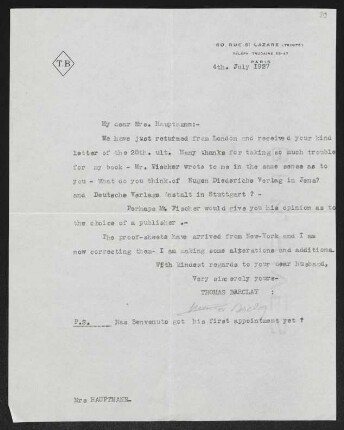 T.B
60 RUE ST LAZARE (TRINITÉ)
PARIS
4th. July 1927
My dear Mrs. Hauptmann:-
We have just returned from London and received your kind
letter of the 20th. ult. Many thanks for taking so much trouble
for my book - Mr. Fischer wrote to me in the same sense as to
you - What do you think of Eugen Diederichs Verlag in Jena?
and Deutsche Verlags Anstalt in Stuttgart ? -
Perhaps Mr. Fischer would give you his opinion as to
the choice of a publisher .-
The proof-sheets have arrived from New-York and I am
now correcting them- I am making some alterations and additions.
With kindest regards to your dear husband,
Very sincerely yours-
THOMAS BARCLAY :
Thomas Barclay
P.S. Has Benvenuto got his first appointment yet ?
Mrs HAUPTMANN.